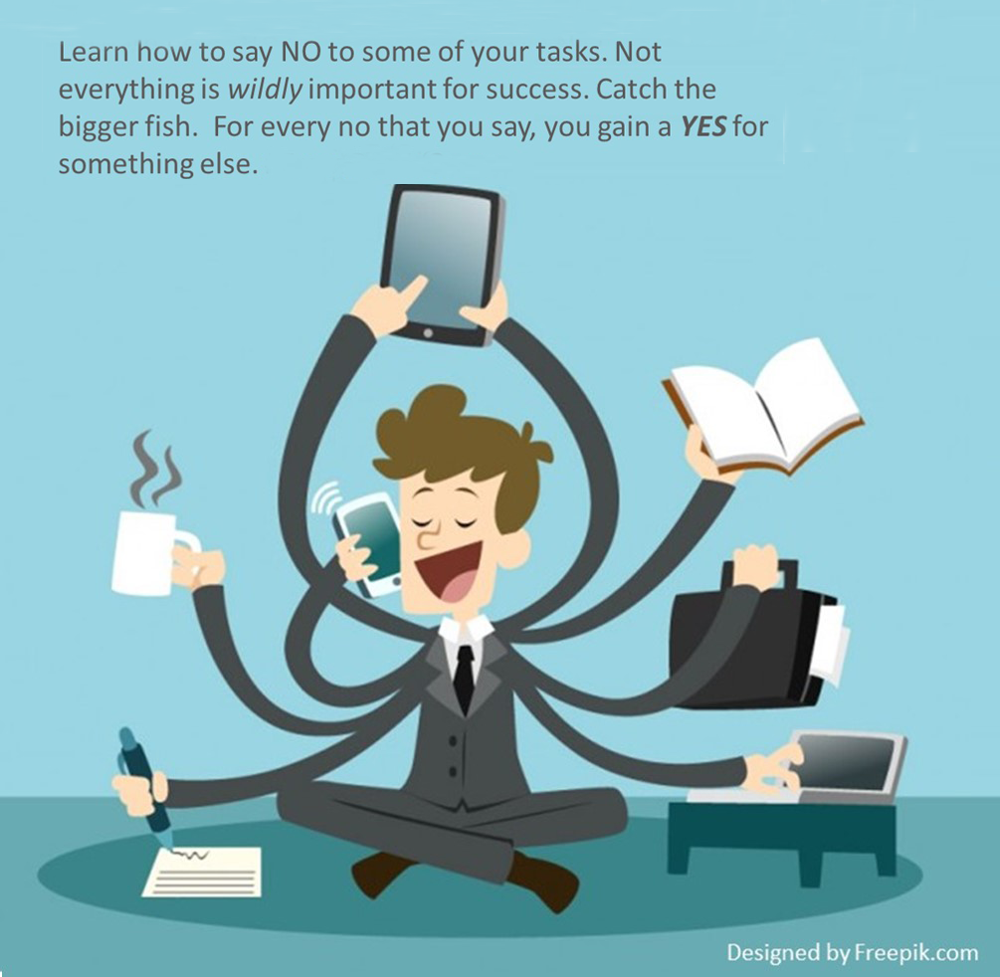 Learn how to say NO to some of your tasks. Not
everything is wildly important for success. Catch the
bigger fish.  For every no that you say, you gain a YES for
something else.
Designed by Freepik.com